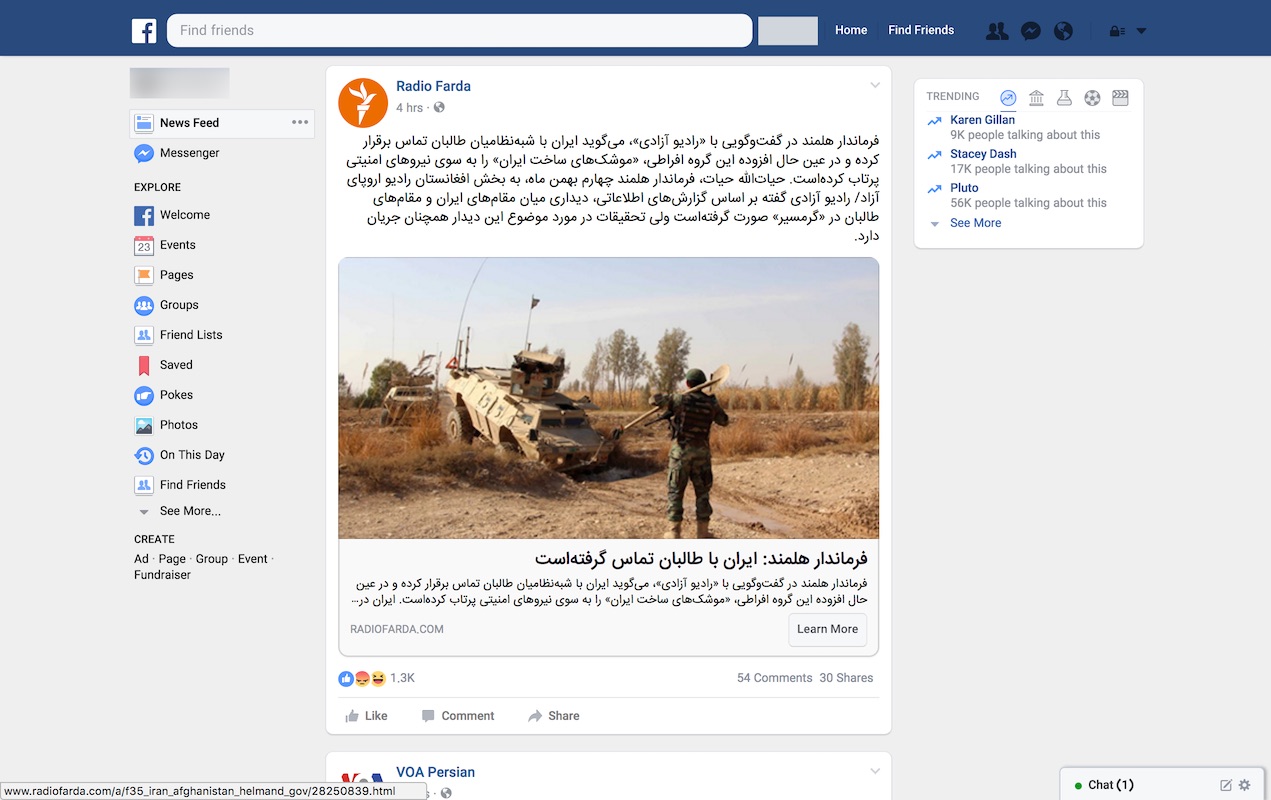 Find friends
Home
Find Friends
News Feed
Messenger
EXPLORE
Welcome
23
Events
Pages
Groups
Friend Lists
Saved
Pokes
Photos
On This Day
Find Friends
See More...
CREATE
Ad · Page · Group · Event ·
Fundraiser
Radio Farda
4 hrs ·
فرماندار هلمند در گفت‌وگویی با «رادیو آزادی»، می‌گوید ایران با شبه‌نظامیان طالبان تماس برقرار
کرده و در عین حال افزوده این گروه افراطی، «موشک‌های ساخت ایران» را به سوی نیروهای امنیتی
پرتاب کرده‌است. حیات‌الله حیات، فرماندار هلمند چهارم بهمن ماه، به بخش افغانستان رادیو اروپای
آزاد/ رادیو آزادی گفته بر اساس گزارش‌های اطلاعاتی، دیداری میان مقام‌های ایران و مقام‌های
طالبان در «گرمسیر» صورت گرفته‌است ولی تحقیقات در مورد موضوع این دیدار همچنان جریان
دارد.
فرماندار هلمند: ایران با طالبان تماس گرفته‌است
فرماندار هلمند در گفت‌وگویی با «رادیو آزادی»، می‌گوید ایران با شبه‌نظامیان طالبان تماس برقرار کرده و در عین
حال افزوده این گروه افراطی، «موشک‌های ساخت ایران» را به سوی نیروهای امنیتی پرتاب کرده‌است. ایران در...
RADIOFARDA.COM
Learn More
1.3K
54 Comments 30 Shares
Like
Comment
Share
VOA Persian
TRENDING
Karen Gillan
9K people talking about this
Stacey Dash
17K people talking about this
Pluto
56K people talking about this
See More
www.radiofarda.com/a/f35_iran_afghanistan_helmand_gov/28250839.html
Chat (1)